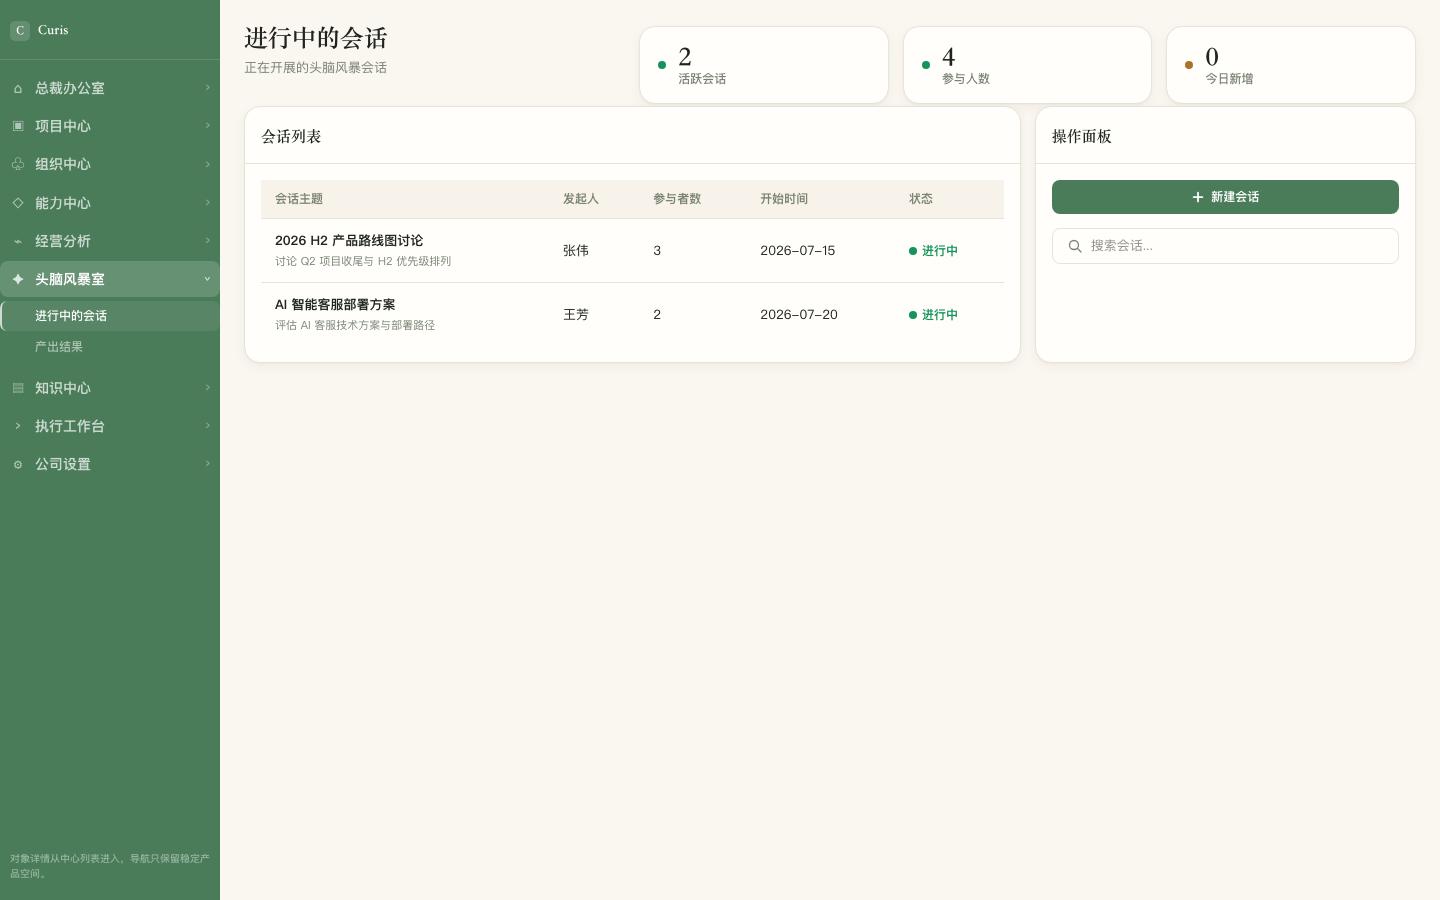 C Curis
总裁办公室
项目中心
组织中心
能力中心
经营分析
头脑风暴室
进行中的会话
产出结果
知识中心
执行工作台
公司设置
对象详情从中心列表进入，导航只保留稳定产
品空间。
进行中的会话
正在开展的头脑风暴会话
2
活跃会话
4
参与人数
0
今日新增
会话列表
会话主题 发起人 参与者数 开始时间 状态
2026 H2 产品路线图讨论
讨论 Q2 项目收尾与 H2 优先级排列
张伟 3 2026-07-15 进行中
AI 智能客服部署方案
评估 AI 客服技术方案与部署路径
王芳 2 2026-07-20 进行中
操作面板
+ 新建会话
搜索会话...